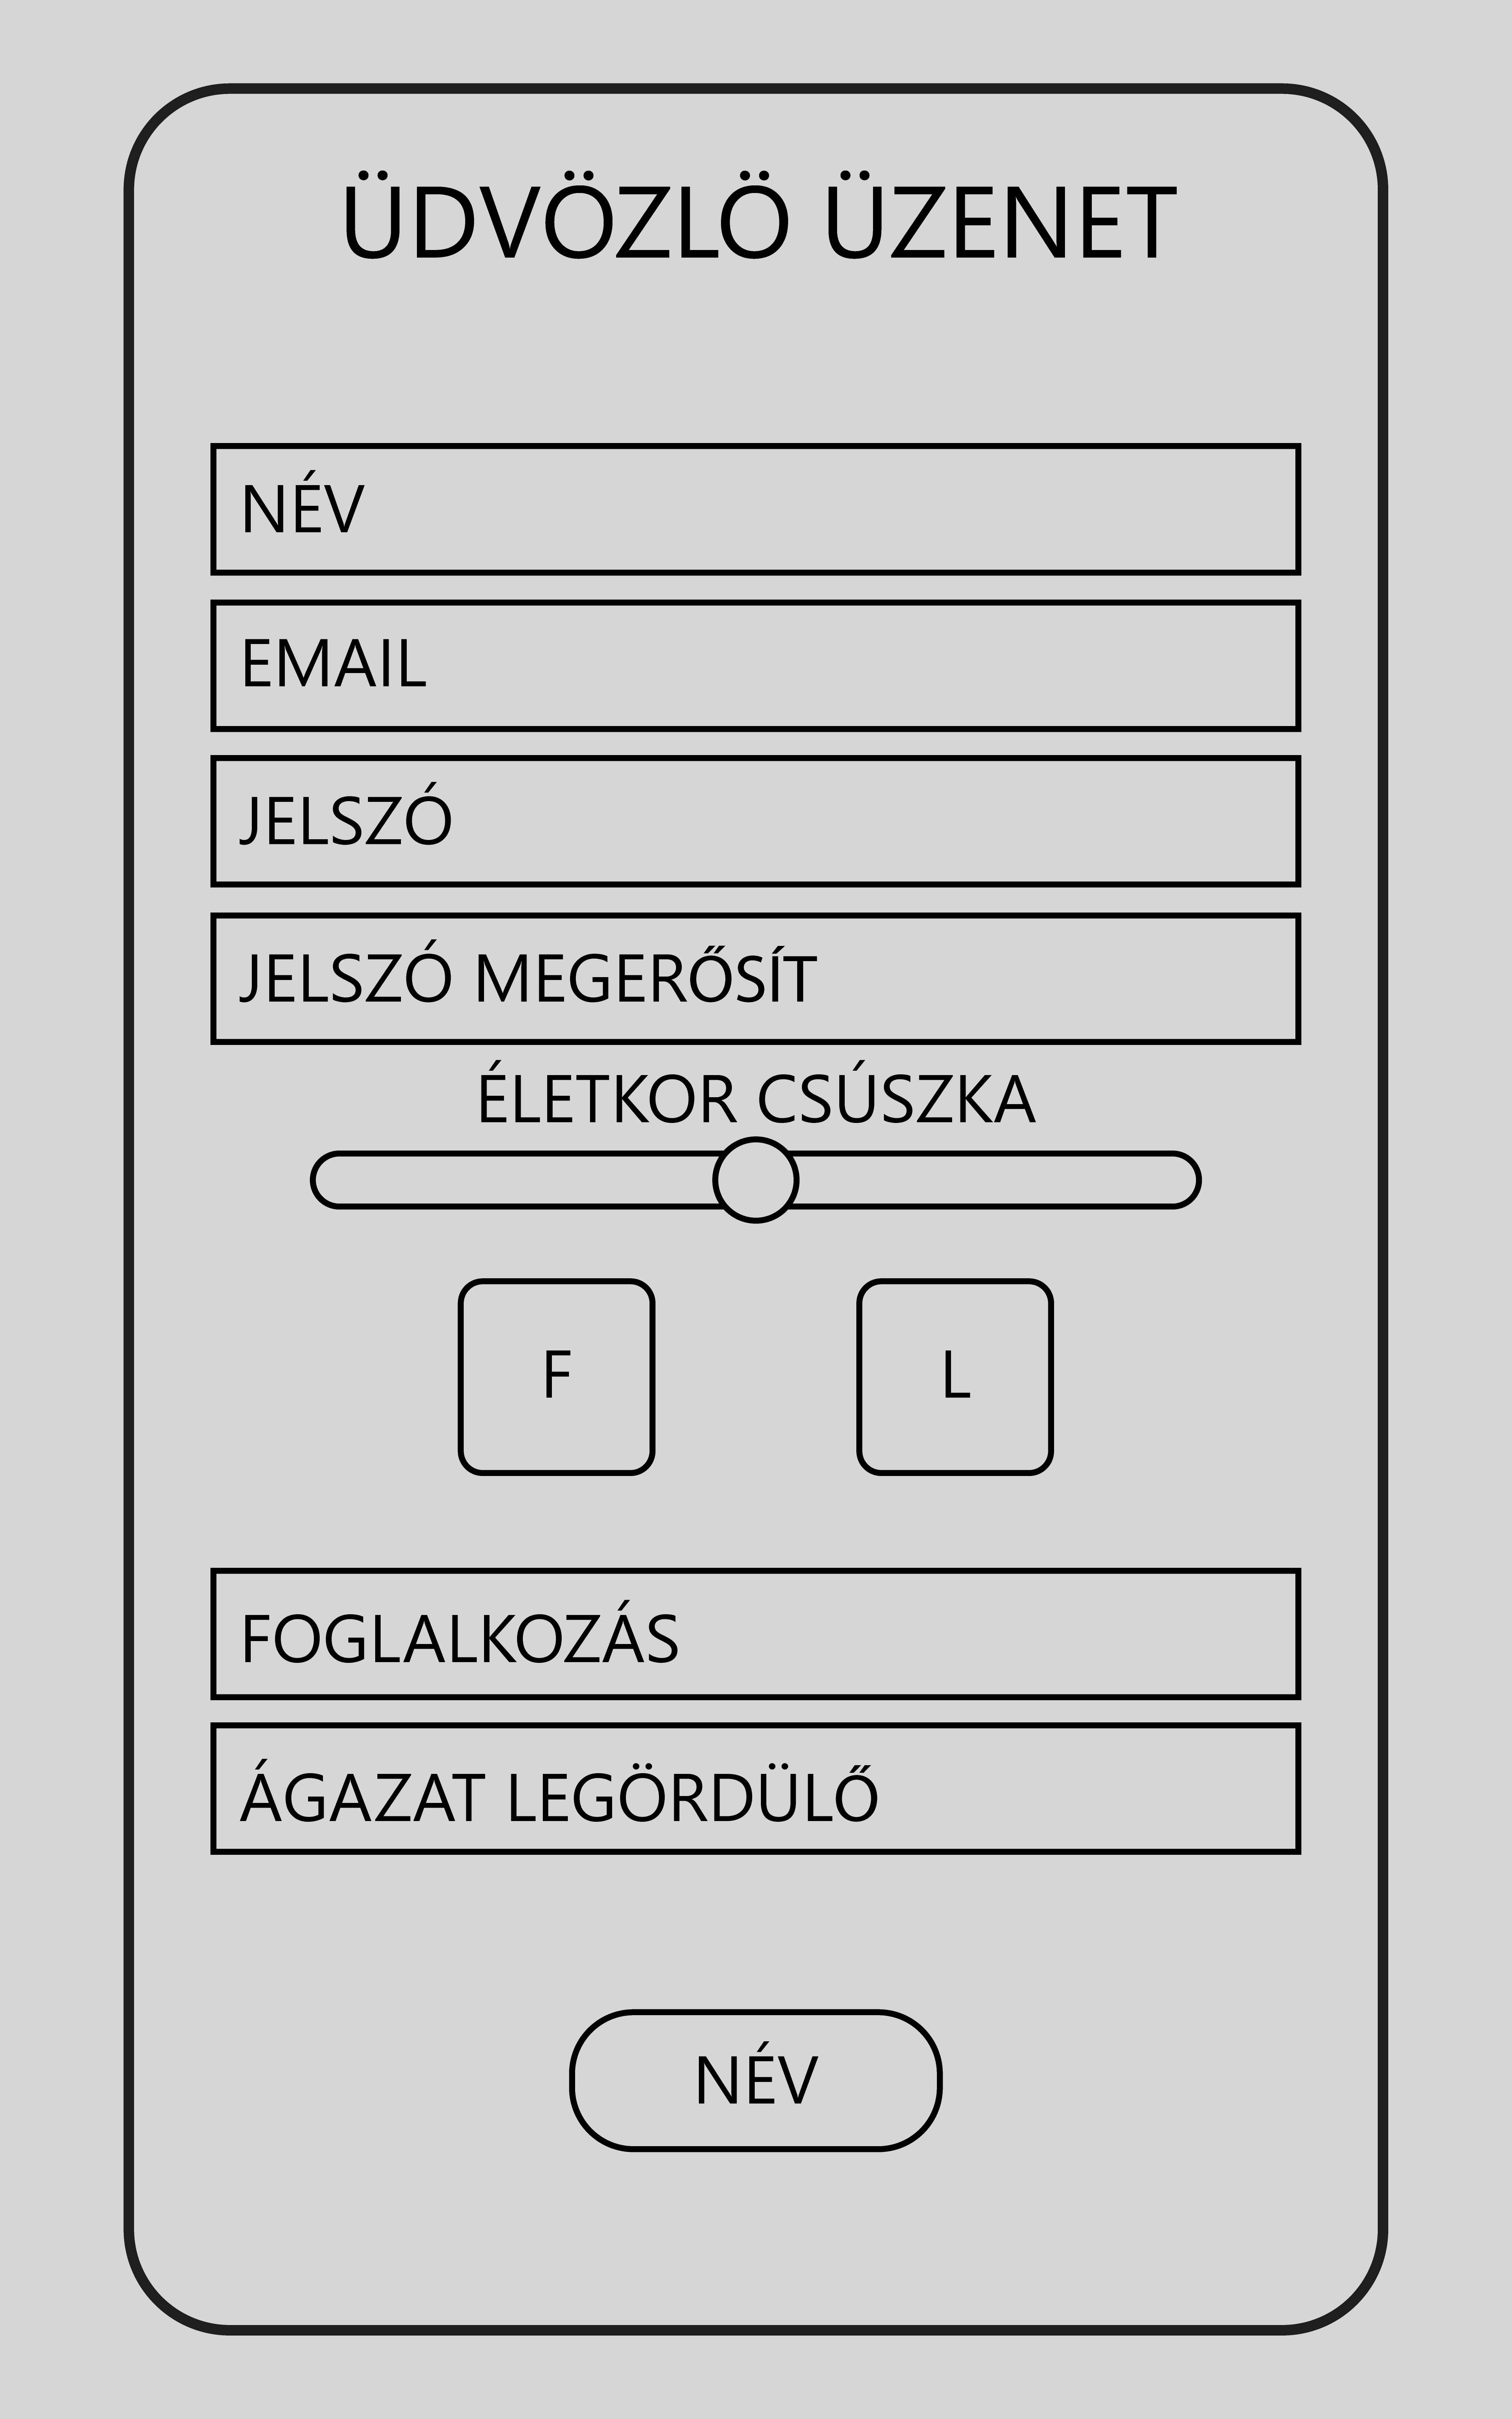 ÜDVÖZLÖ ÜZENET
NÉV
EMAIL
JELSZÓ
JELSZÓ MEGERŐSÍT
ÉLETKOR CSÚSZKA
F
L
FOGLALKOZÁS
ÁGAZAT LEGÖRDÜLŐ
NÉV